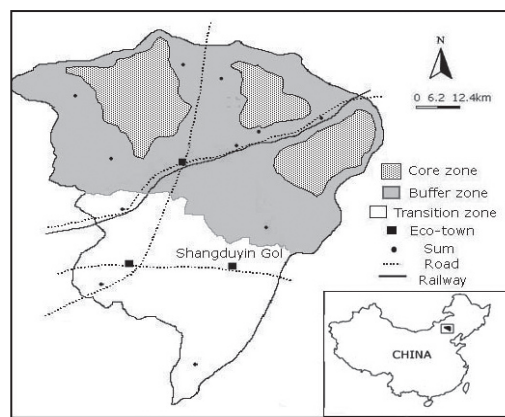 N
0 6.2 12.4km
Core zone
Buffer zone
Transition zone
Eco-town
Sum
Road
Railway
Shangduyin Gol
CHINA